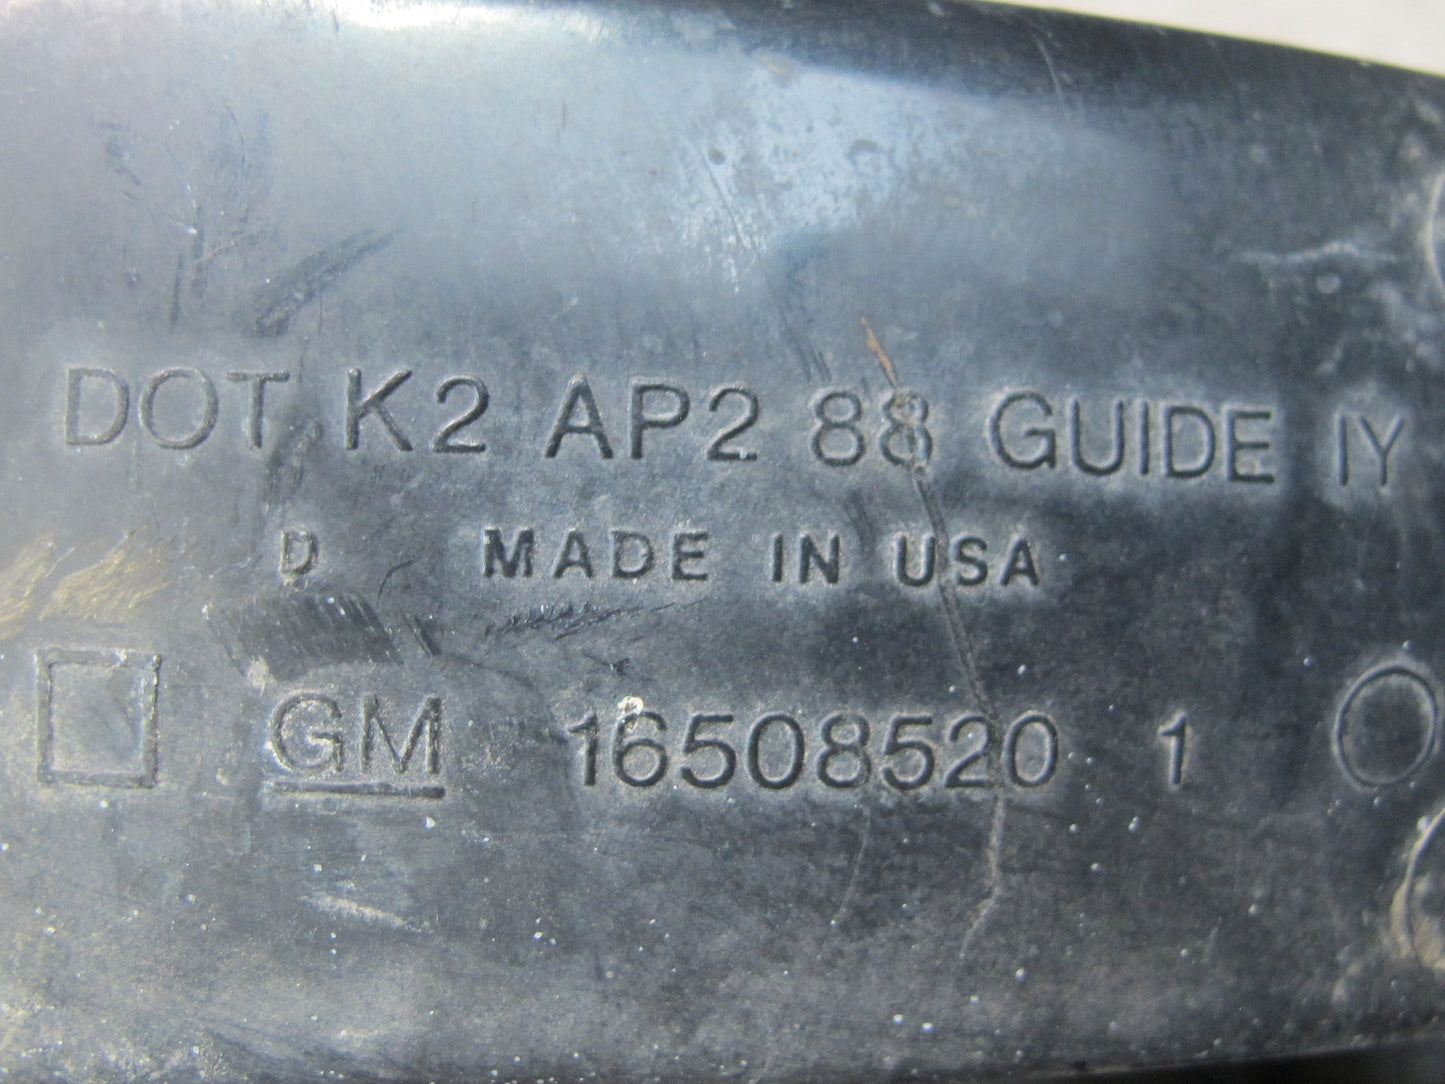 DOT K2 AP2 88 GUIDE IY
D MADE IN USA
GM 16508520 1